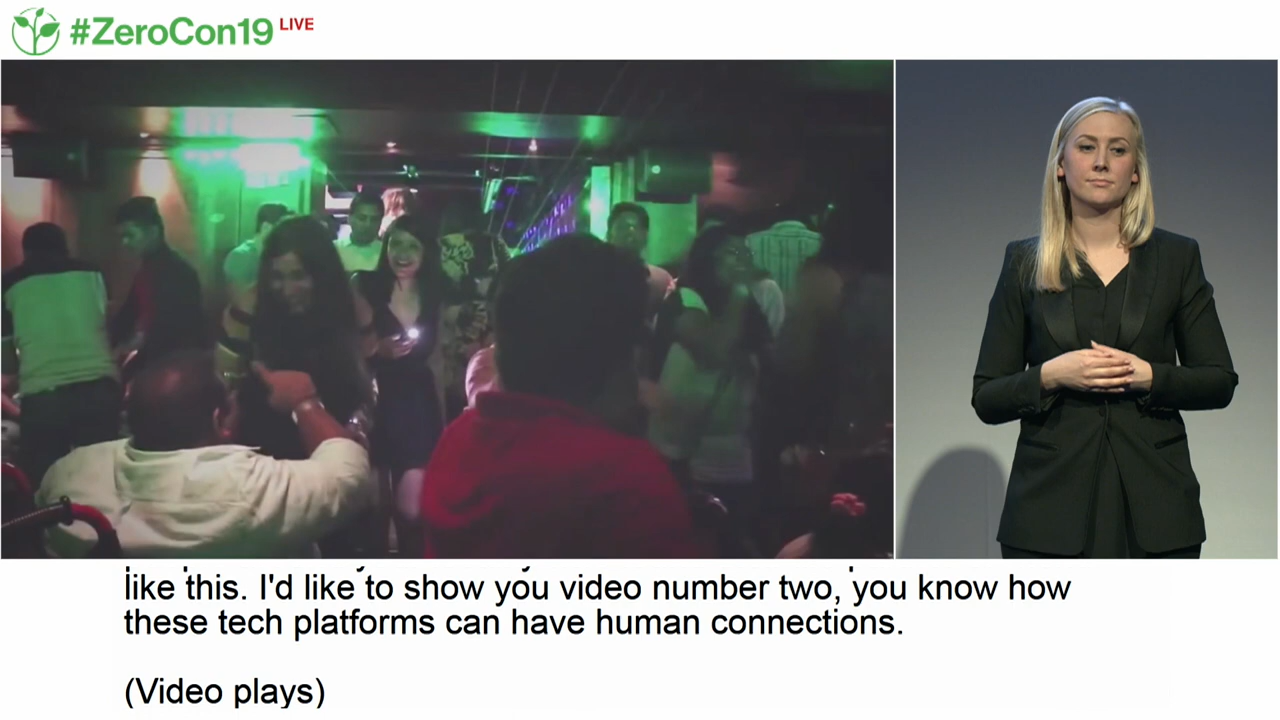 #ZeroCon19 LIVE
like this. I'd like to show you video number two, you know how
these tech platforms can have human connections.
(Video plays)